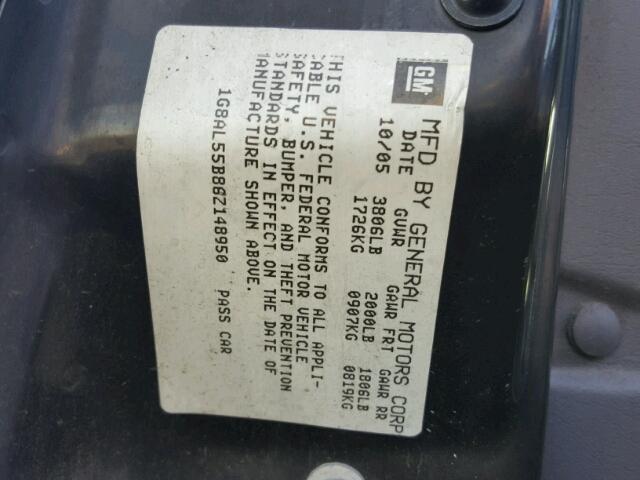 GM
MFD BY GENERAL MOTORS CORP
DATE GVWR GAWR FRT GAWR RR
10/05 3806LB 2000LB 1806LB
1726KG 0907KG 0819KG
THIS VEHICLE CONFORMS TO ALL APPLI-
CABLE U.S. FEDERAL MOTOR VEHICLE
SAFETY, BUMPER, AND THEFT PREVENTION
STANDARDS IN EFFECT ON THE DATE OF
MANUFACTURE SHOWN ABOVE.
1G8AL55B86Z148950 PASS CAR